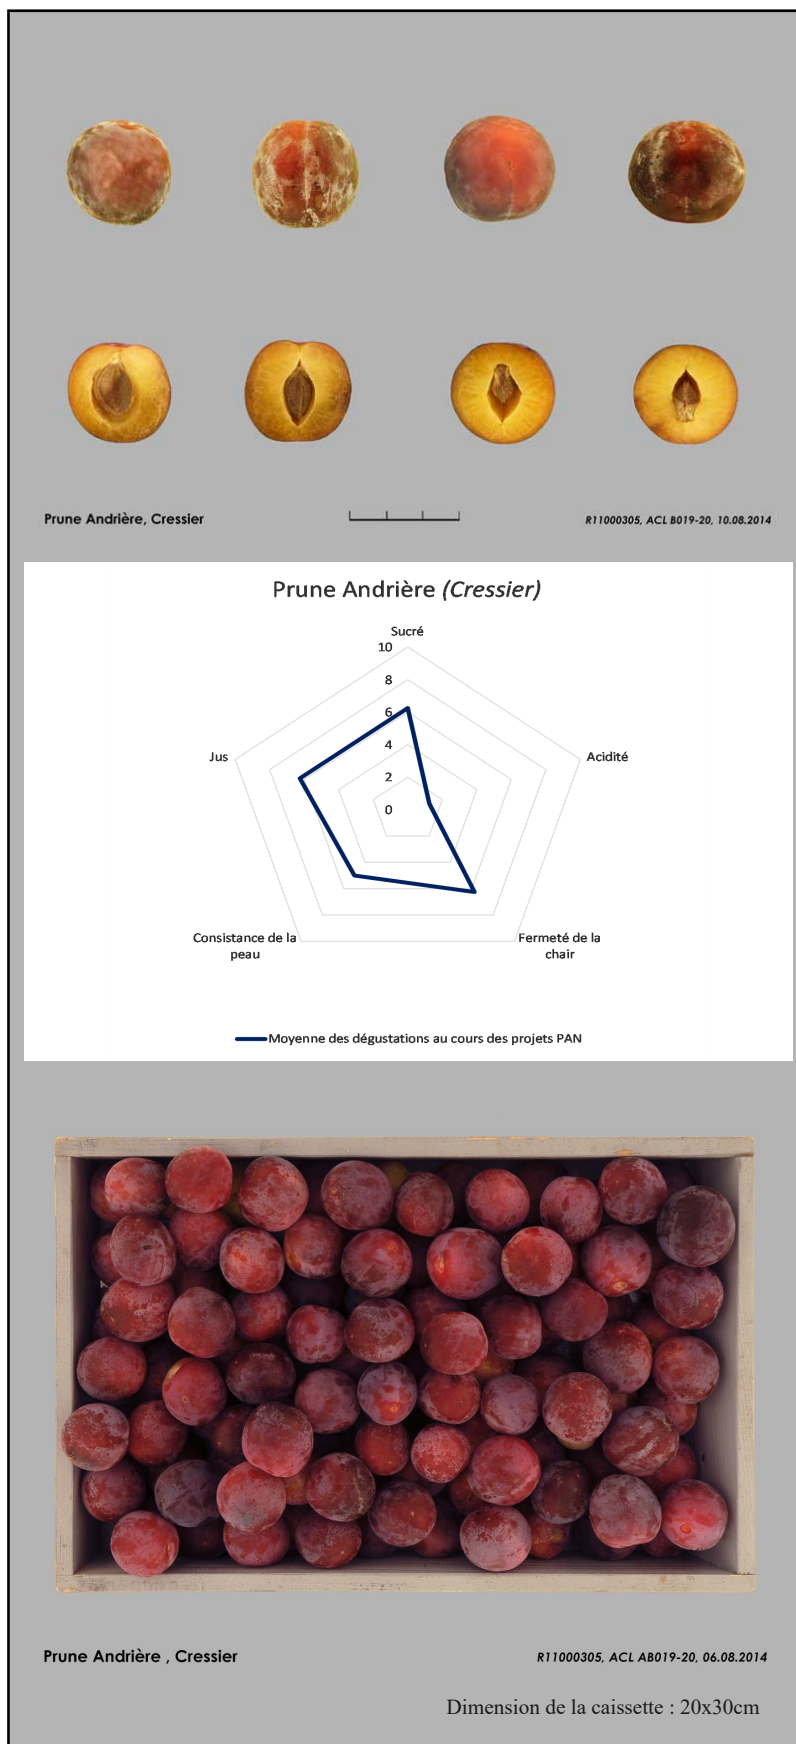 Prune Andrière, Cressier
R11000305, ACL B019-20, 10.08.2014
Prune Andrière (Cressier)
Sucré
10
8
6
4
2
0
Jus
Acidité
Consistance de la
peau
Fermeté de la
chair
Moyenne des dégustations au cours des projets PAN
Prune Andrière , Cressier
R11000305, ACL AB019-20, 06.08.2014
Dimension de la caissette : 20x30cm